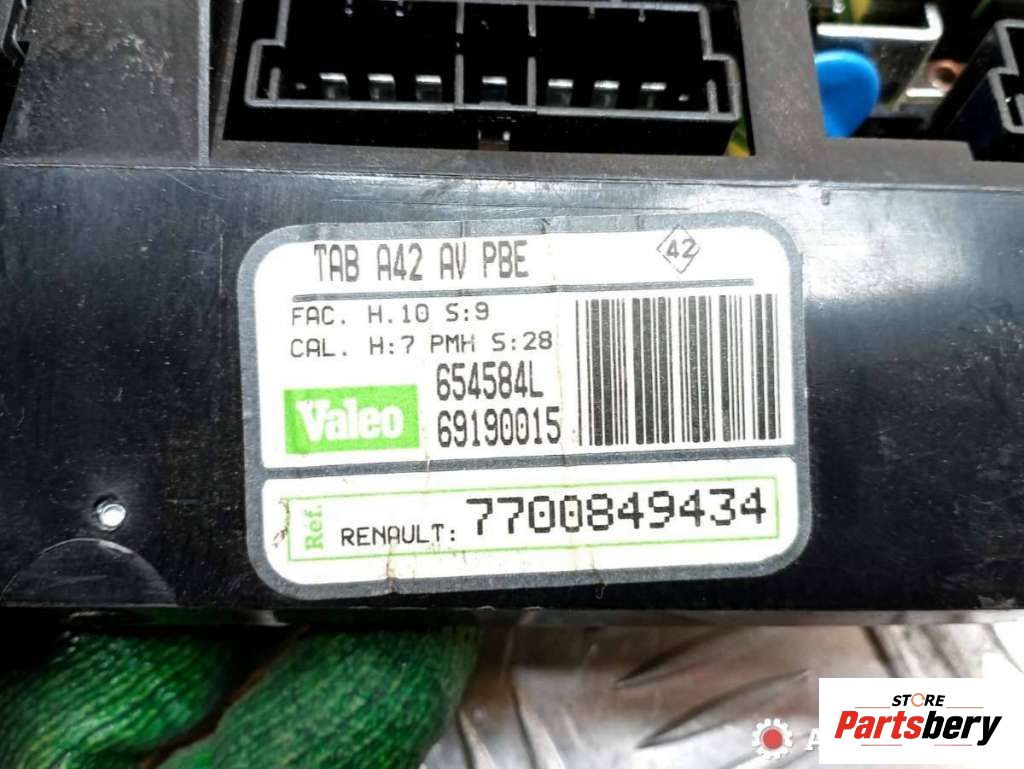 TAB A42 AV PBE
42
FAC. H.10 S:9
CAL. H:7 PMH S:28
654584L
Valeo
69190015
Réf.
RENAULT: 7700849434
STORE
Partsbery